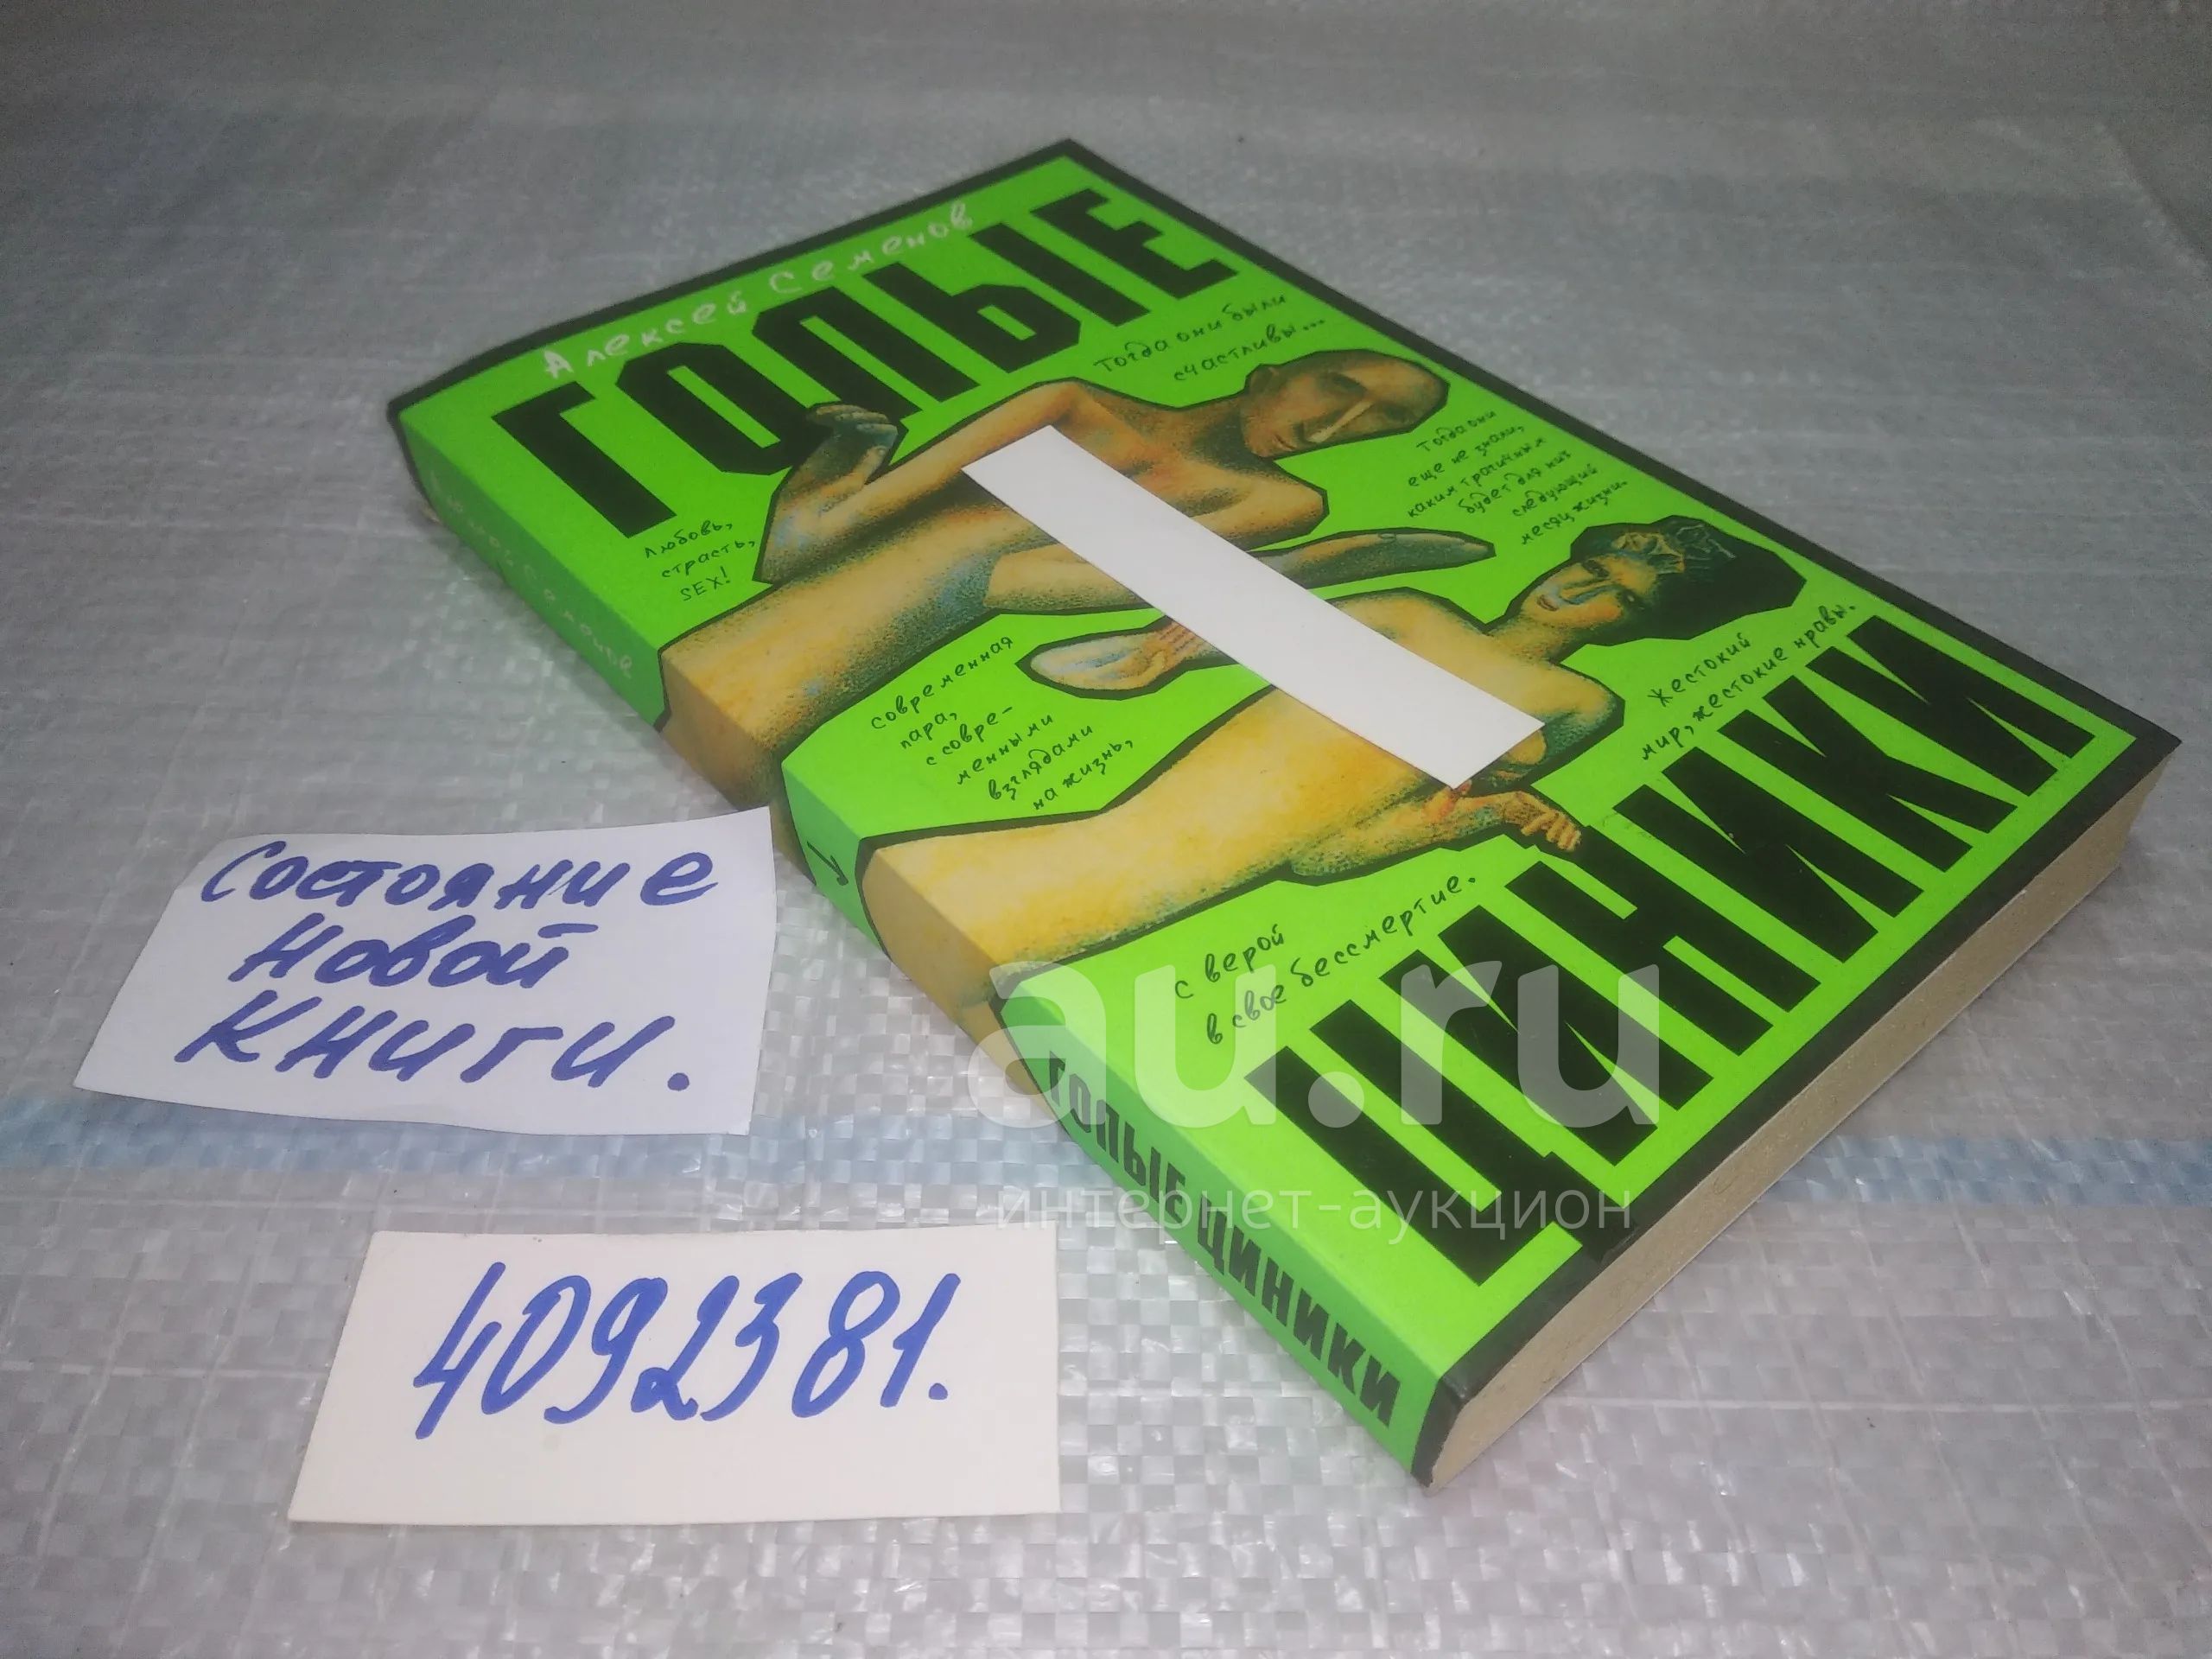 Алексей Семенов
ГОЛЫЕ
Тогда они были
счастливы...
Тогда они
еще не знали,
каким трагичным
будет для них
следующий
месяц жизни.
Любовь,
страсть,
SEX!
современная
пара,
с совре-
менными
взглядами
на жизнь,
Жестокий
мир, жестокие нравы.
с верой
в свое бессмертие.
ЦИНИКИ
Алексей Семенов
ГОЛЫЕ ЦИНИКИ
Состояние
новой
книги.
4092381.
au.ru
интернет-аукцион